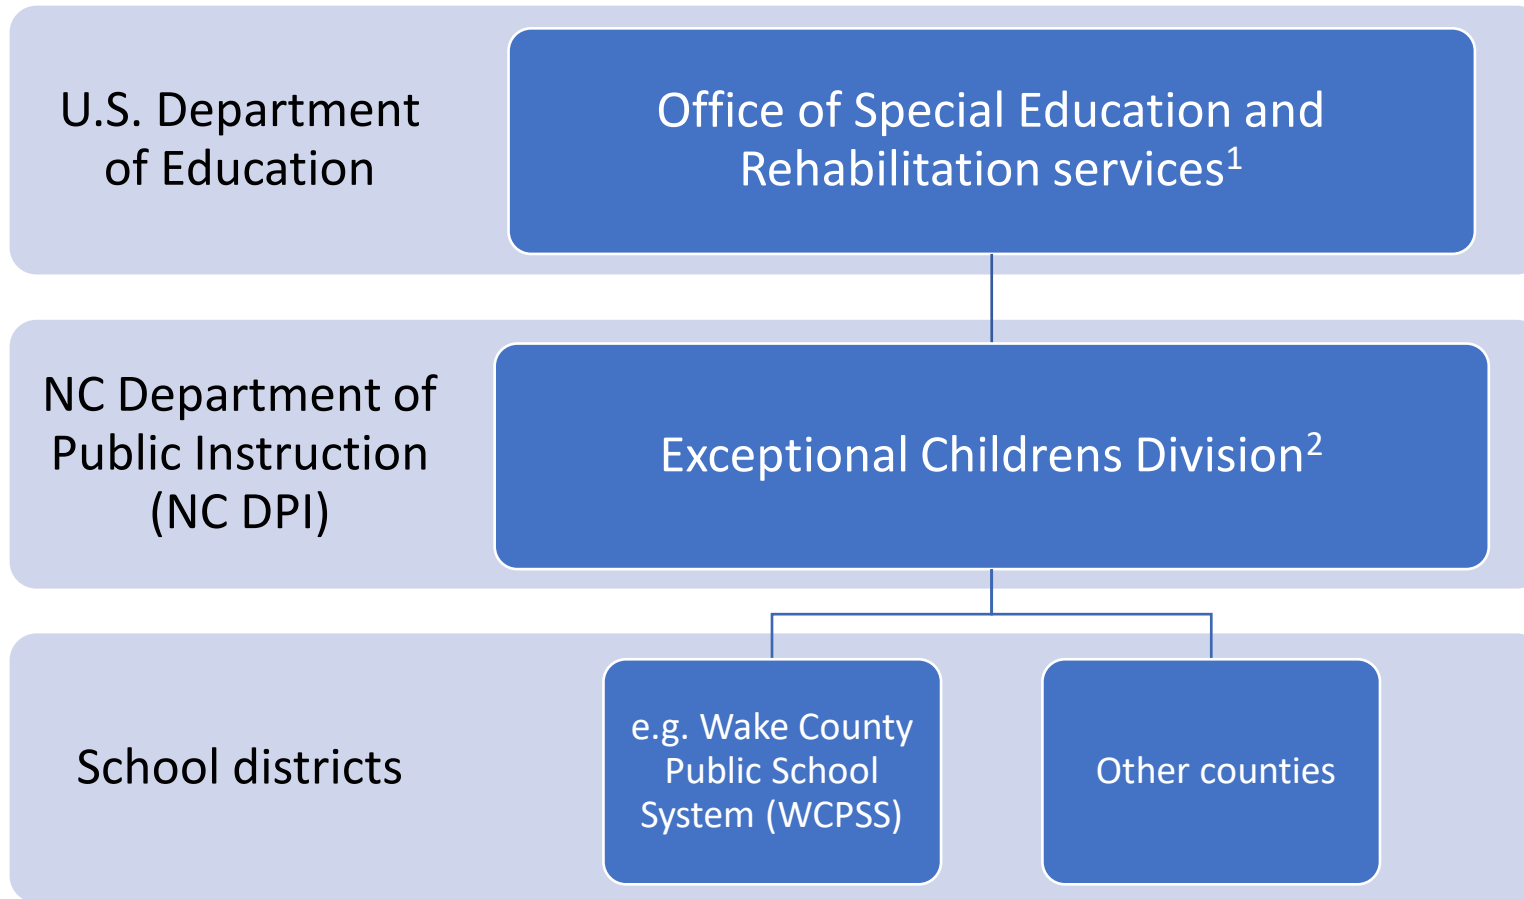 U.S. Department
of Education
Office of Special Education and
Rehabilitation services¹
NC Department of
Public Instruction
(NC DPI)
Exceptional Childrens Division²
School districts
e.g. Wake County
Public School
System (WCPSS)
Other counties